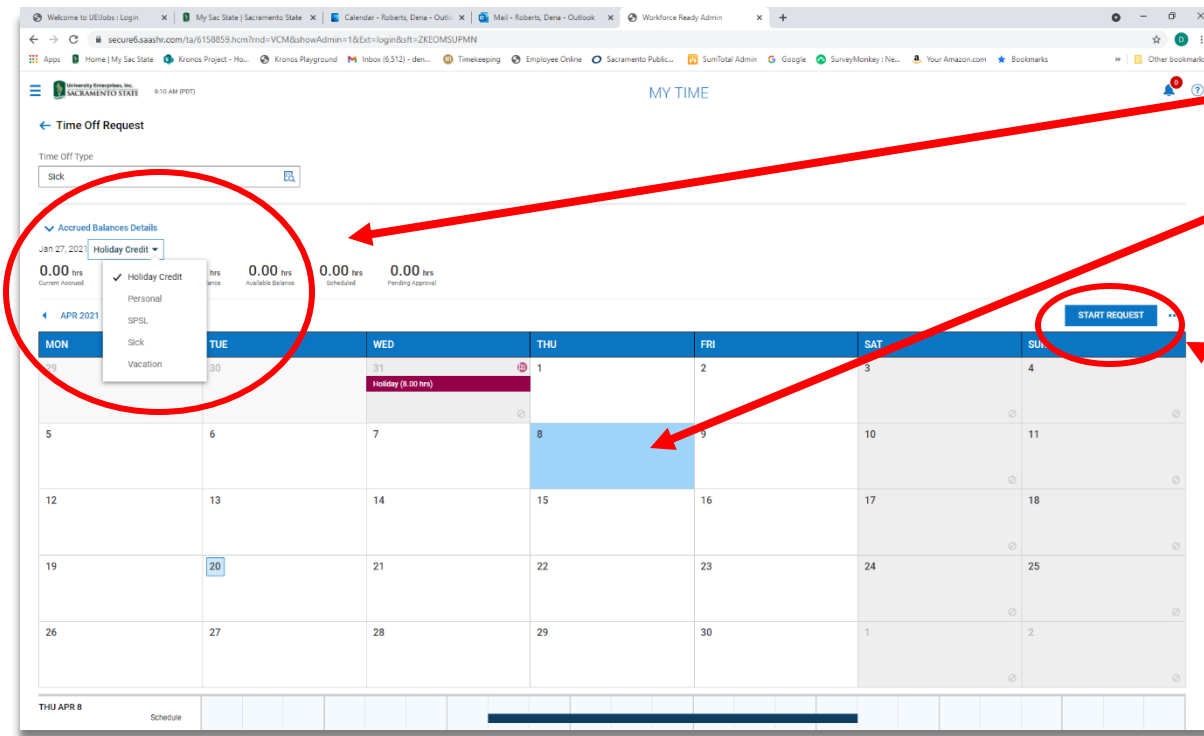 Welcome to UEIJobs : Login
My Sac State | Sacramento State
Calendar - Roberts, Dena - Outlo
Mail - Roberts, Dena - Outlook
Workforce Ready Admin
secure6.saashr.com/ta/6158859.hcm?rnd=VCM&showAdmin=1&Ext=login&sft=ZKEOMSUPMN
Apps
Home | My Sac State
Kronos Project - Ho...
Kronos Playground
Inbox (6,512) - den...
Timekeeping
Employee Online
Sacramento Public...
SumTotal Admin
Google
SurveyMonkey : Ne...
Your Amazon.com
Bookmarks
Other bookmarks
University Enterprises, Inc.
SACRAMENTO STATE
9:10 AM (PDT)
MY TIME
0
Time Off Request
Time Off Type
Sick
Accrued Balances Details
Jan 27, 2021 Holiday Credit
0.00 hrs
Current Accrued
hrs
ance
0.00 hrs
Available Balance
0.00 hrs
Scheduled
0.00 hrs
Pending Approval
Holiday Credit
Personal
SPSL
Sick
Vacation
APR 2021
START REQUEST
MON TUE WED THU FRI SAT SUN
29 30 31 1 2 3 4
Holiday (8.00 hrs)
5 6 7 8 9 10 11
12 13 14 15 16 17 18
19 20 21 22 23 24 25
26 27 28 29 30 1 2
THU APR 8
Schedule